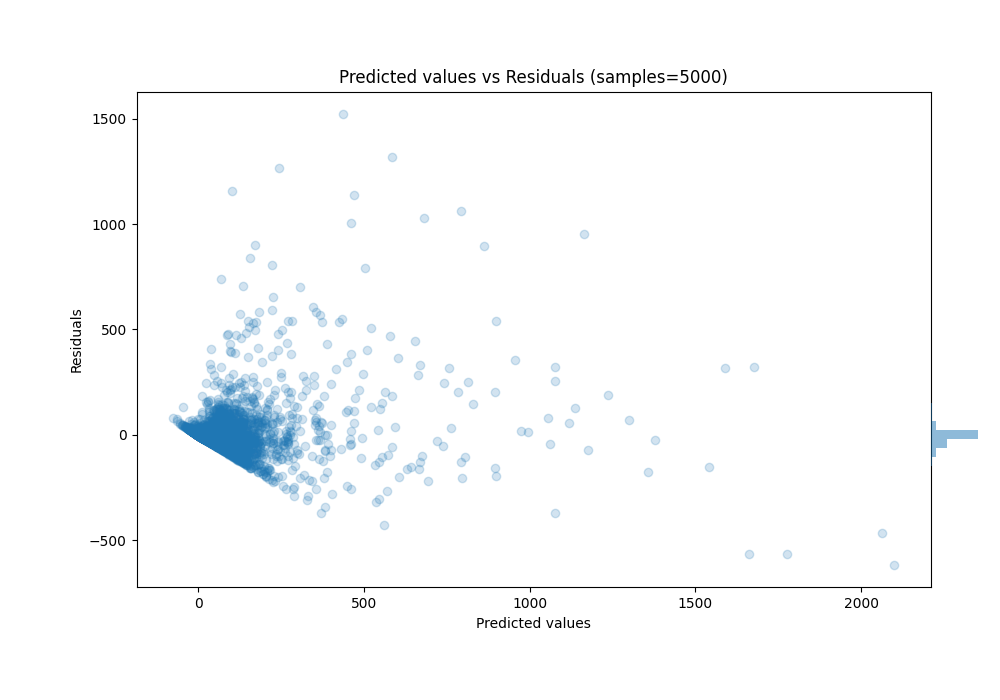 Predicted values vs Residuals (samples=5000)
1500
1000
500
0
−500
Residuals
0 500 1000 1500 2000
Predicted values